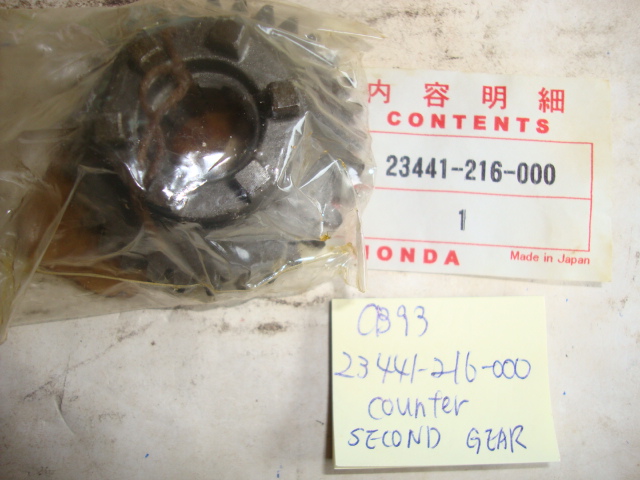 内容明細
CONTENTS
23441-216-000
1
HONDA
Made in Japan
CB93
23441-216-000
counter
SECOND GEAR